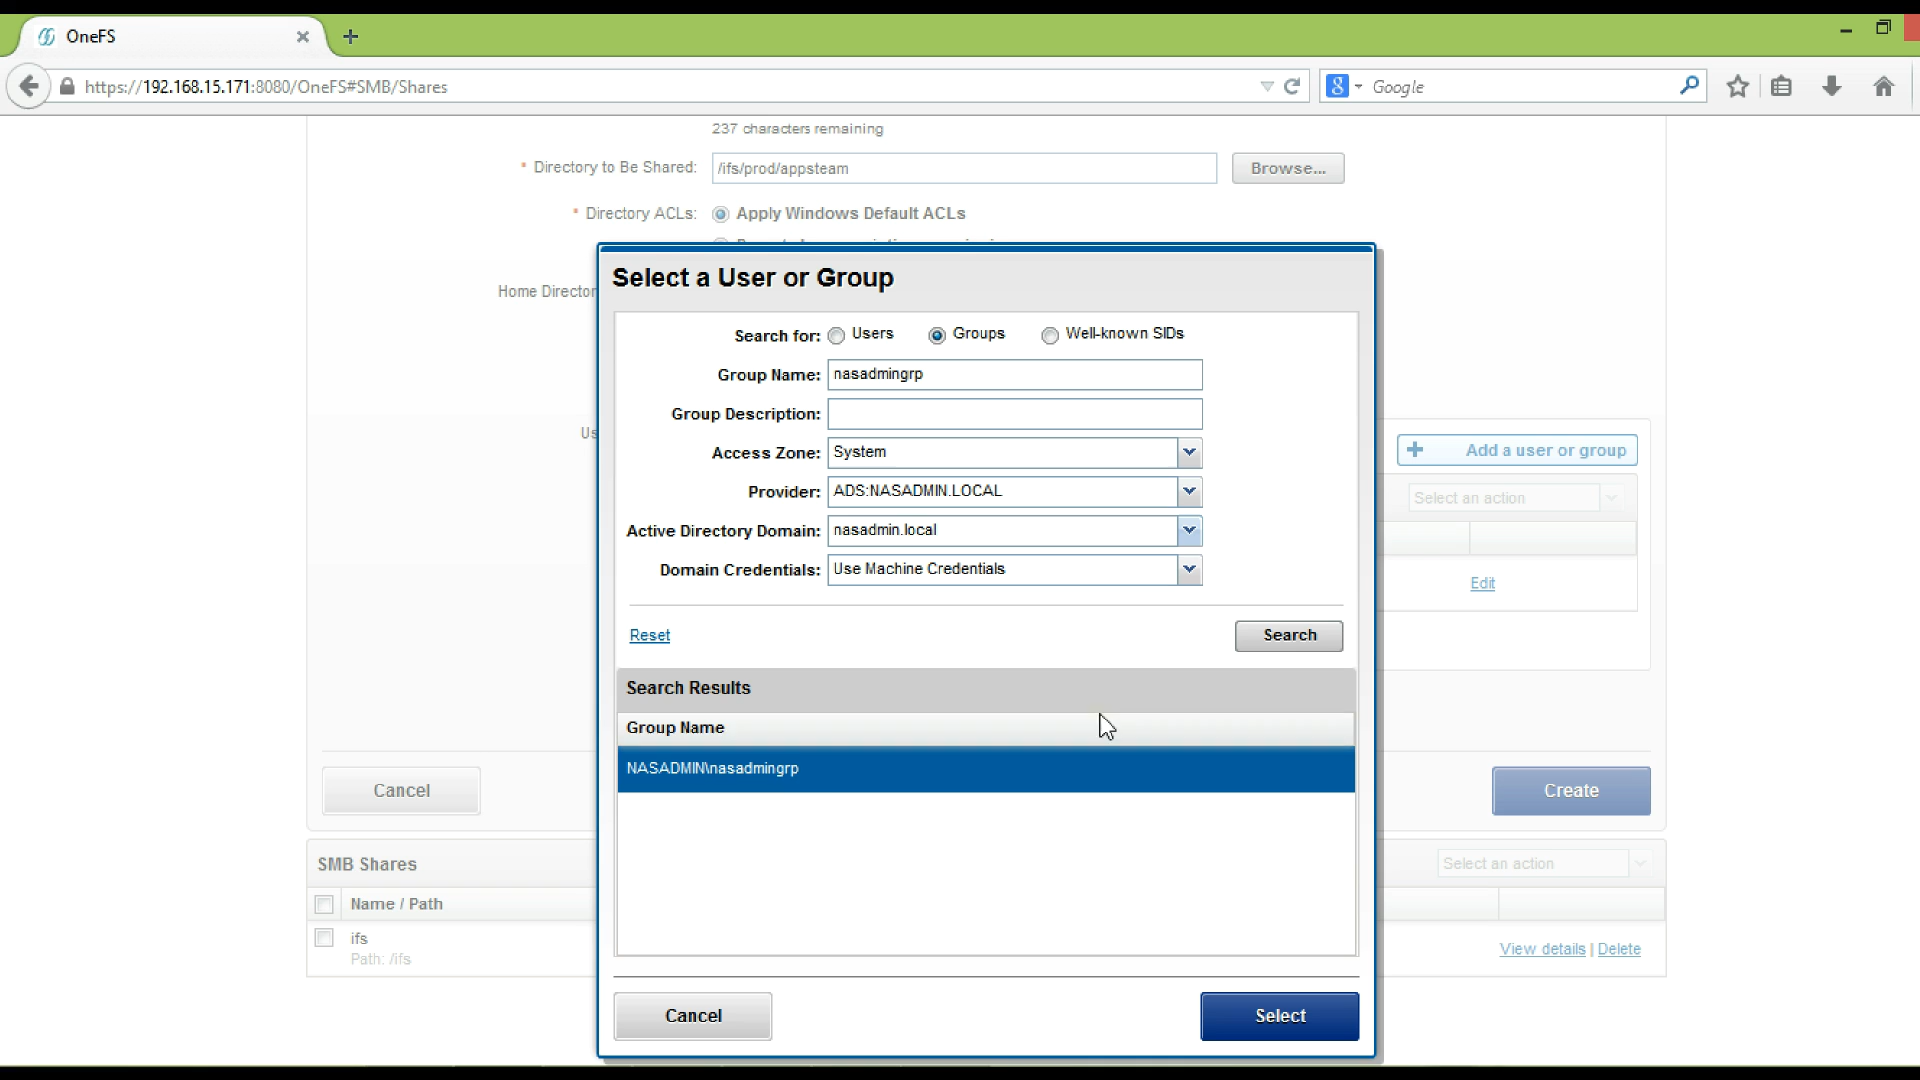 OneFS
https://192.168.15.171:8080/OneFS#SMB/Shares
Google
237 characters remaining
* Directory to Be Shared: /ifs/prod/appsteam Browse...
* Directory ACLs: Apply Windows Default ACLs
Select a User or Group
Home Director
Search for: Users Groups Well-known SIDs
Group Name: nasadmingrp
Group Description:
Us
Add a user or group
Access Zone: System
Provider: ADS:NASADMIN.LOCAL
Select an action
Active Directory Domain: nasadmin.local
Domain Credentials: Use Machine Credentials
Edit
Reset Search
Search Results
Group Name
NASADMIN\nasadmingrp
Cancel Create
SMB Shares Select an action
Name / Path
ifs
Path: /ifs
View details | Delete
Cancel Select